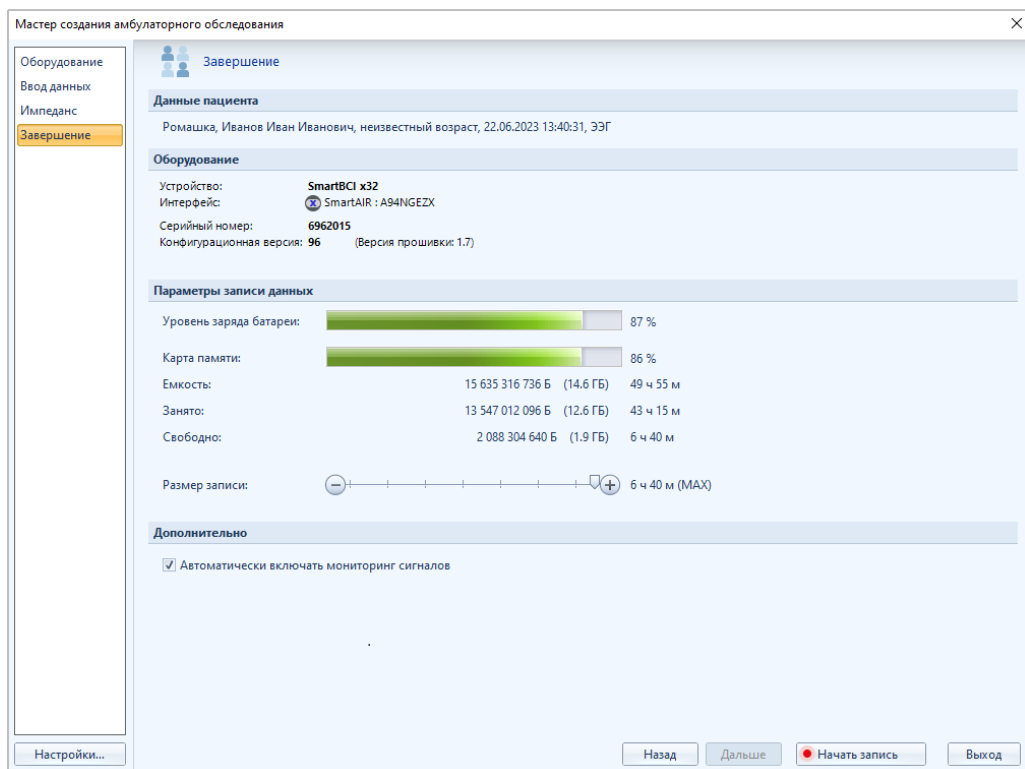 Мастер создания амбулаторного обследования
Оборудование
Ввод данных
Импеданс
Завершение
Завершение
Данные пациента
Ромашка, Иванов Иван Иванович, неизвестный возраст, 22.06.2023 13:40:31, ЭЭГ
Оборудование
Устройство: SmartBCI x32
Интерфейс: SmartAIR : A94NGEZX
Серийный номер: 6962015
Конфигурационная версия: 96 (Версия прошивки: 1.7)
Параметры записи данных
Уровень заряда батареи: 87 %
Карта памяти: 86 %
Емкость: 15 635 316 736 Б (14.6 ГБ) 49 ч 55 м
Занято: 13 547 012 096 Б (12.6 ГБ) 43 ч 15 м
Свободно: 2 088 304 640 Б (1.9 ГБ) 6 ч 40 м
Размер записи: 6 ч 40 м (MAX)
Дополнительно
Автоматически включать мониторинг сигналов
Настройки... Назад Дальше Начать запись Выход